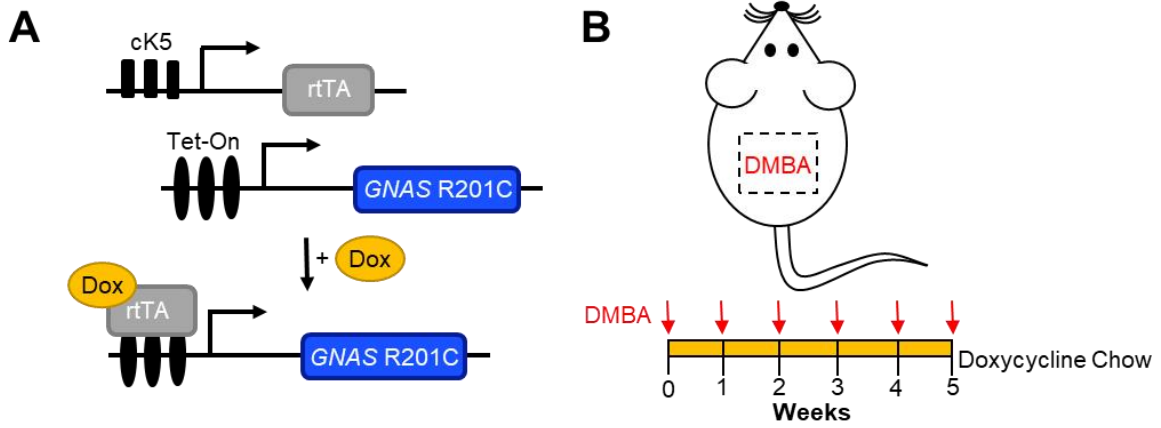 A
cK5
rtTA
Tet-On
GNAS R201C
+ Dox
Dox
rtTA
GNAS R201C
B
DMBA
DMBA
Doxycycline Chow
0 1 2 3 4 5
Weeks